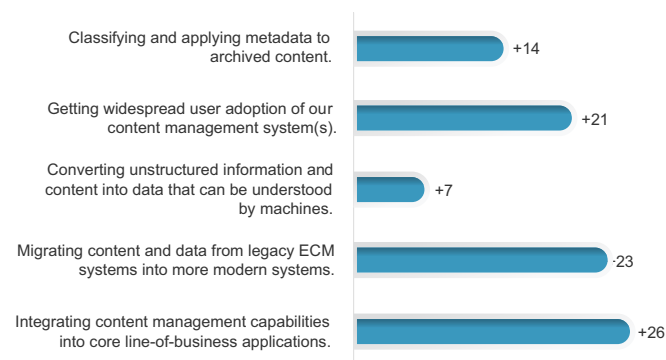 Classifying and applying metadata to
archived content.
+14
Getting widespread user adoption of our
content management system(s).
+21
Converting unstructured information and
content into data that can be understood
by machines.
+7
Migrating content and data from legacy ECM
systems into more modern systems.
23
Integrating content management capabilities
into core line-of-business applications.
+26